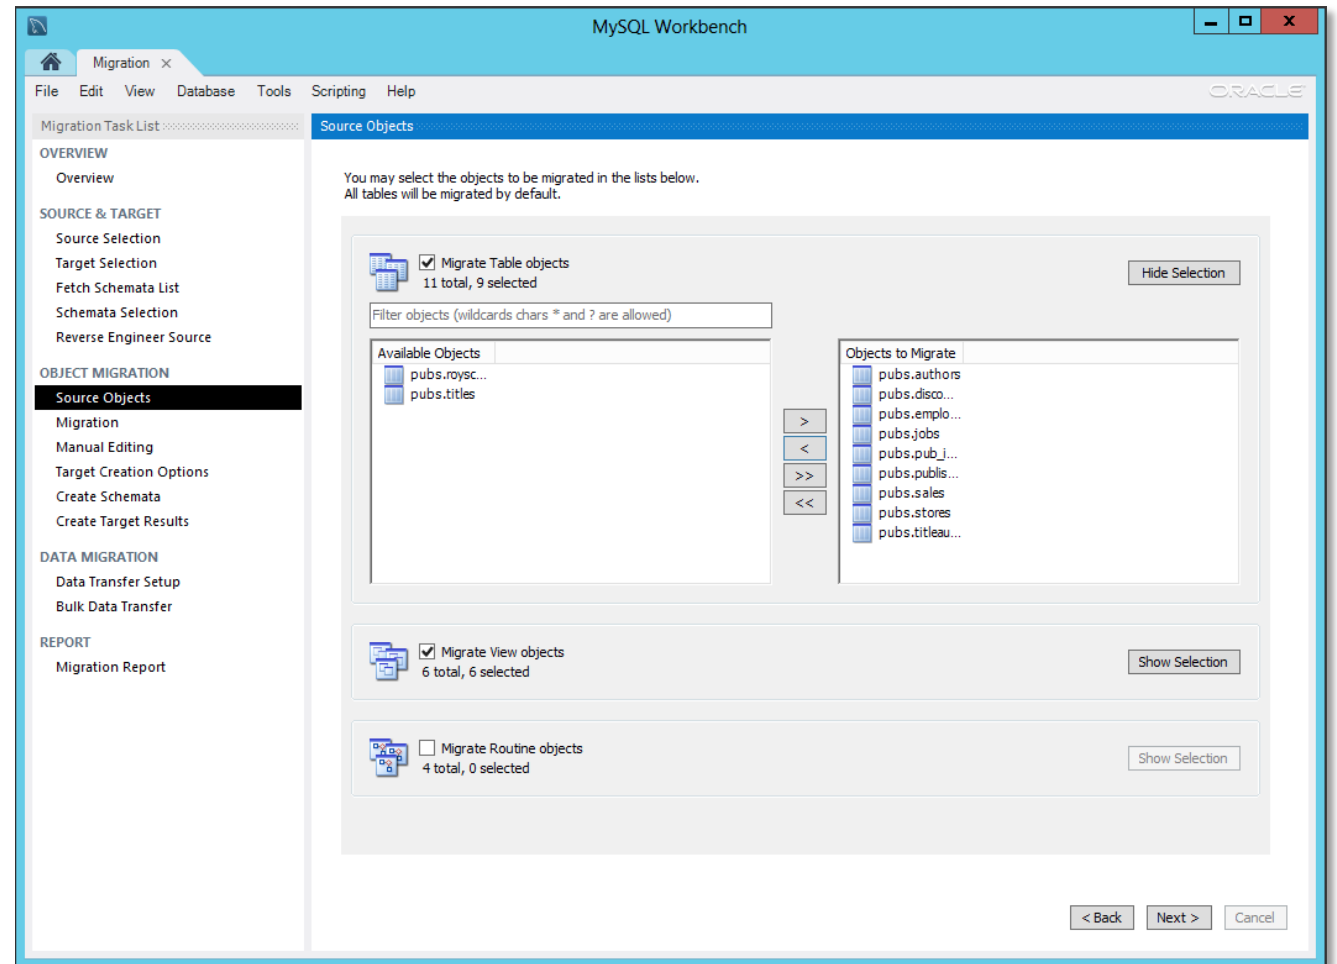 MySQL Workbench
Migration
File Edit View Database Tools Scripting Help
ORACLE
Migration Task List
OVERVIEW
Overview
SOURCE & TARGET
Source Selection
Target Selection
Fetch Schemata List
Schemata Selection
Reverse Engineer Source
OBJECT MIGRATION
Source Objects
Migration
Manual Editing
Target Creation Options
Create Schemata
Create Target Results
DATA MIGRATION
Data Transfer Setup
Bulk Data Transfer
REPORT
Migration Report
Source Objects
You may select the objects to be migrated in the lists below.
All tables will be migrated by default.
Migrate Table objects
11 total, 9 selected
Hide Selection
Filter objects (wildcards chars * and ? are allowed)
Available Objects
pubs.roysc...
pubs.titles
>
<
>>
<<
Objects to Migrate
pubs.authors
pubs.disco...
pubs.emplo...
pubs.jobs
pubs.pub_i...
pubs.publis...
pubs.sales
pubs.stores
pubs.titleau...
Migrate View objects
6 total, 6 selected
Show Selection
Migrate Routine objects
4 total, 0 selected
Show Selection
< Back Next > Cancel